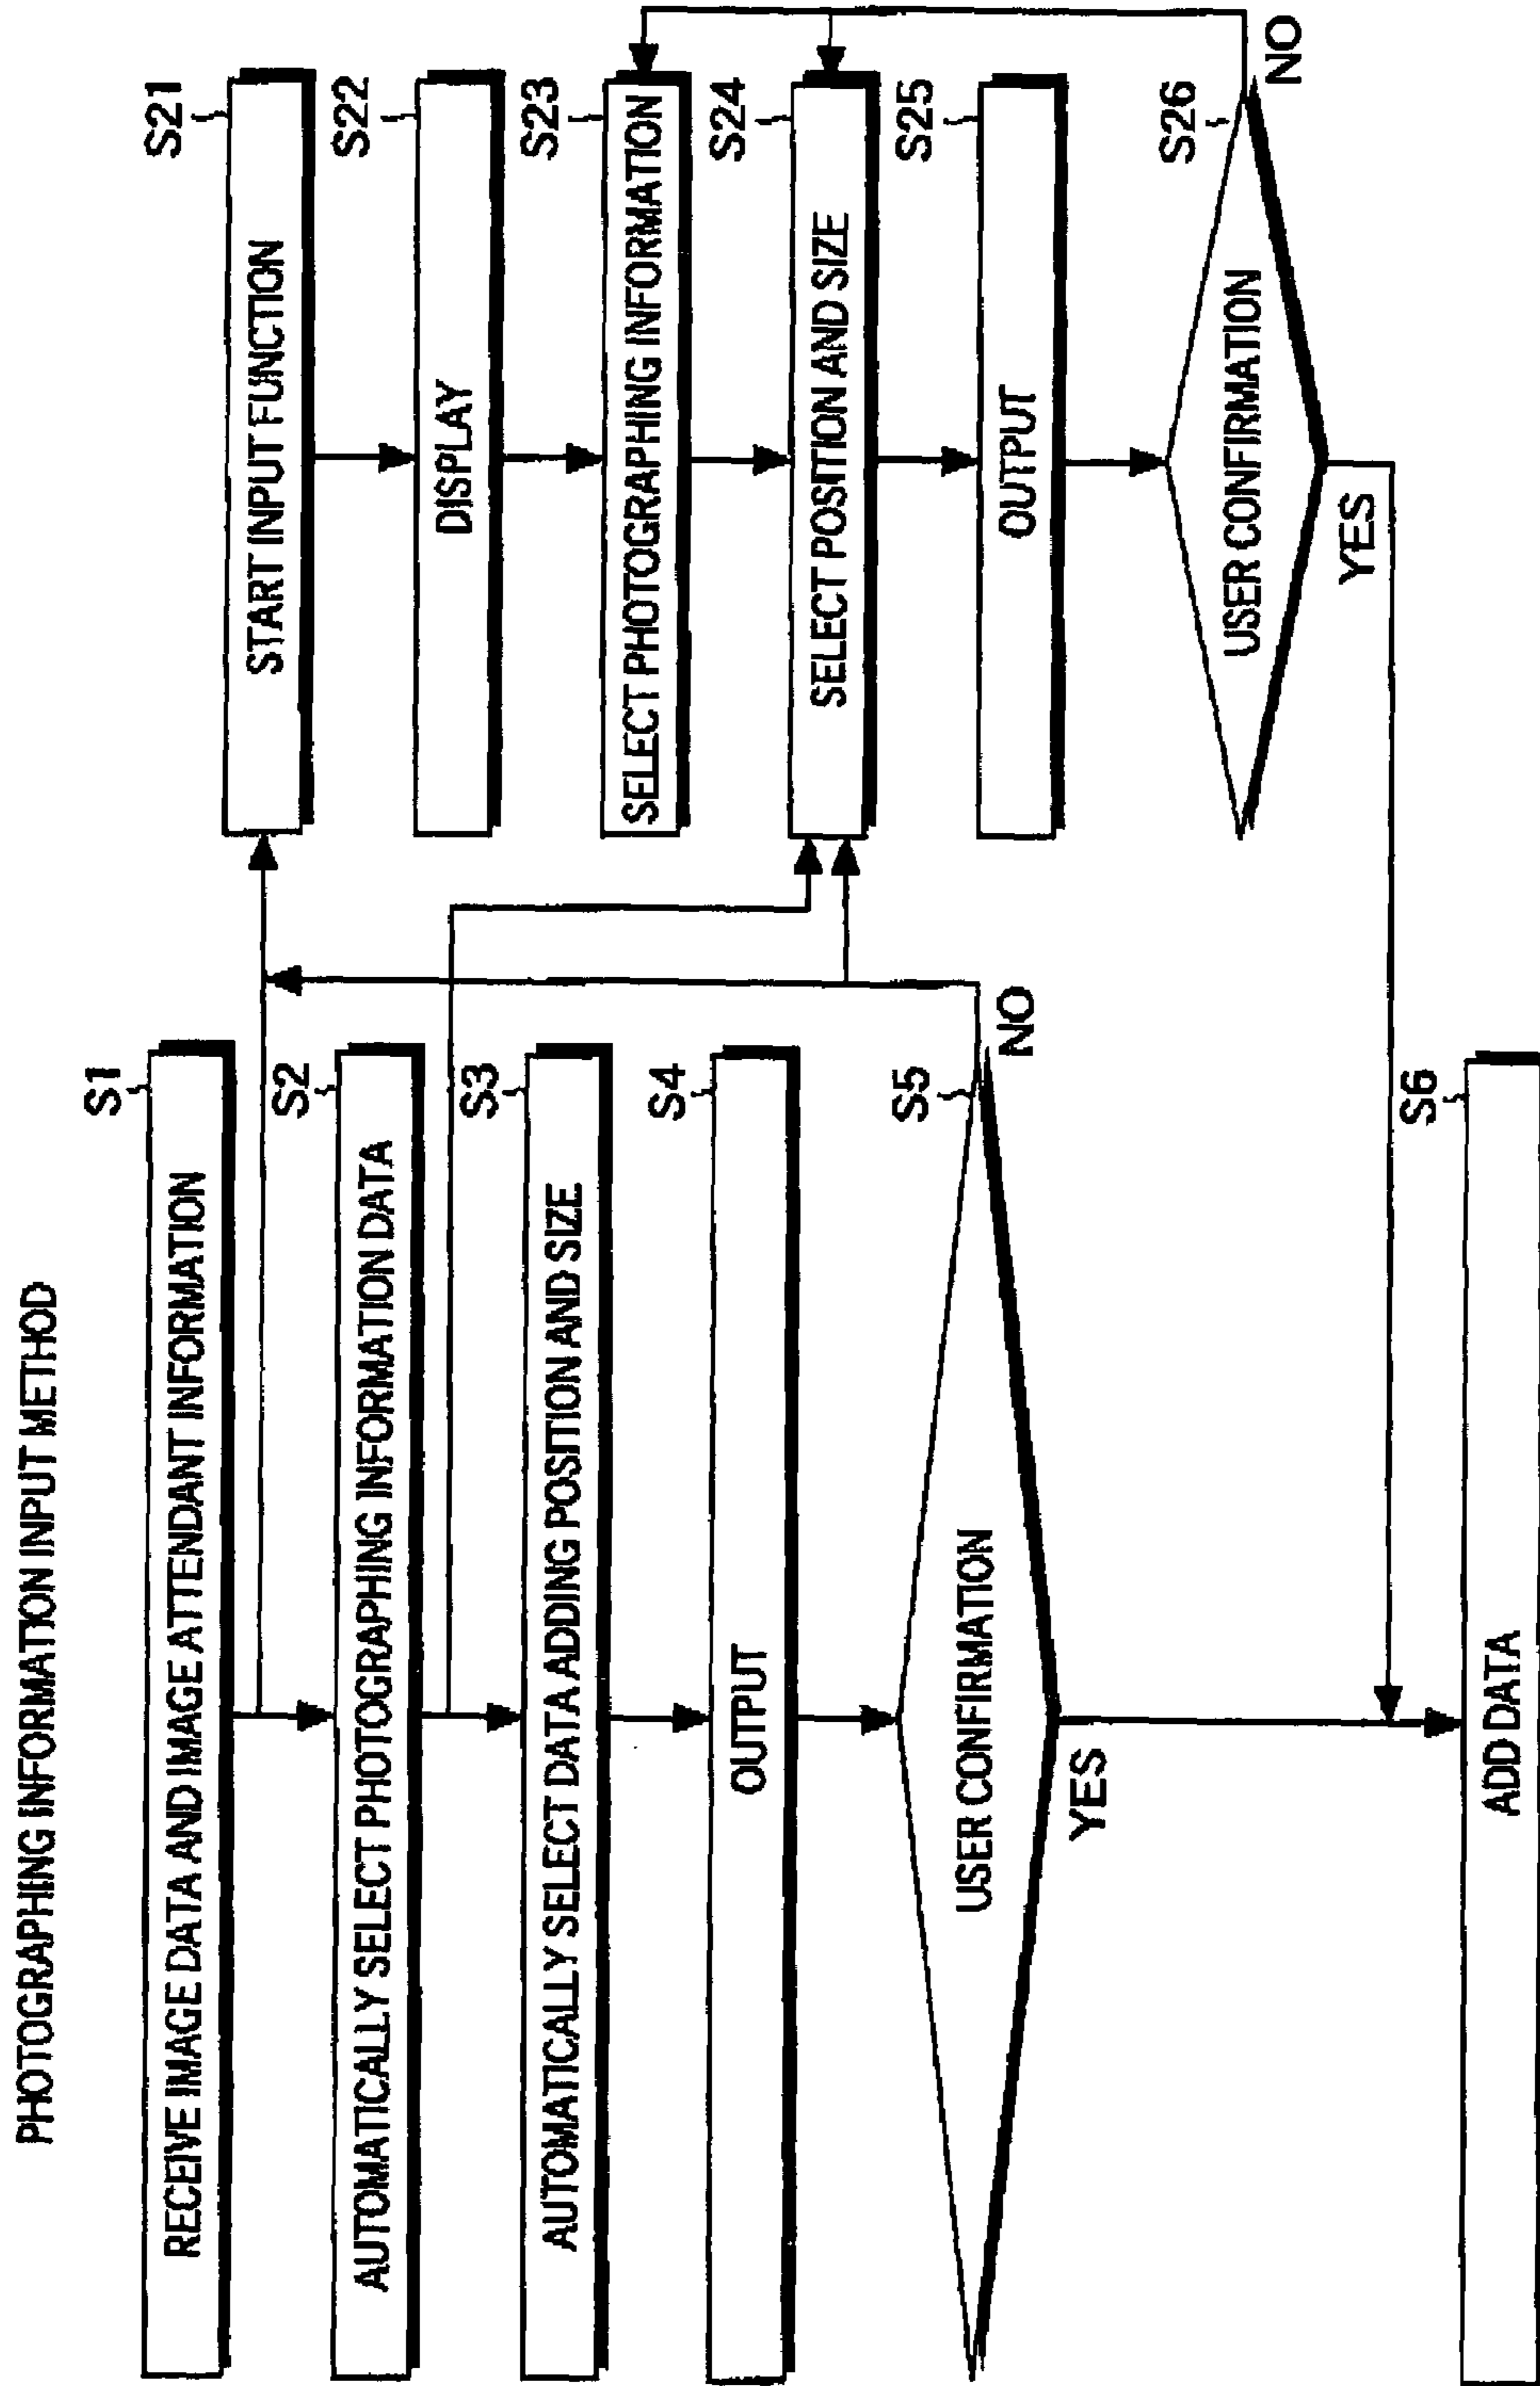 PHOTOGRAPHING INFORMATION INPUT METHOD
S1
RECEIVE IMAGE DATA AND IMAGE ATTENDANT INFORMATION
S2
AUTOMATICALLY SELECT PHOTOGRAPHING INFORMATION DATA
S3
AUTOMATICALLY SELECT DATA ADDING POSITION AND SIZE
S4
OUTPUT
S5
USER CONFIRMATION
NO
YES
S6
ADD DATA
S21
START INPUT FUNCTION
S22
DISPLAY
S23
SELECT PHOTOGRAPHING INFORMATION
S24
SELECT POSITION AND SIZE
S25
OUTPUT
S26
USER CONFIRMATION
NO
YES